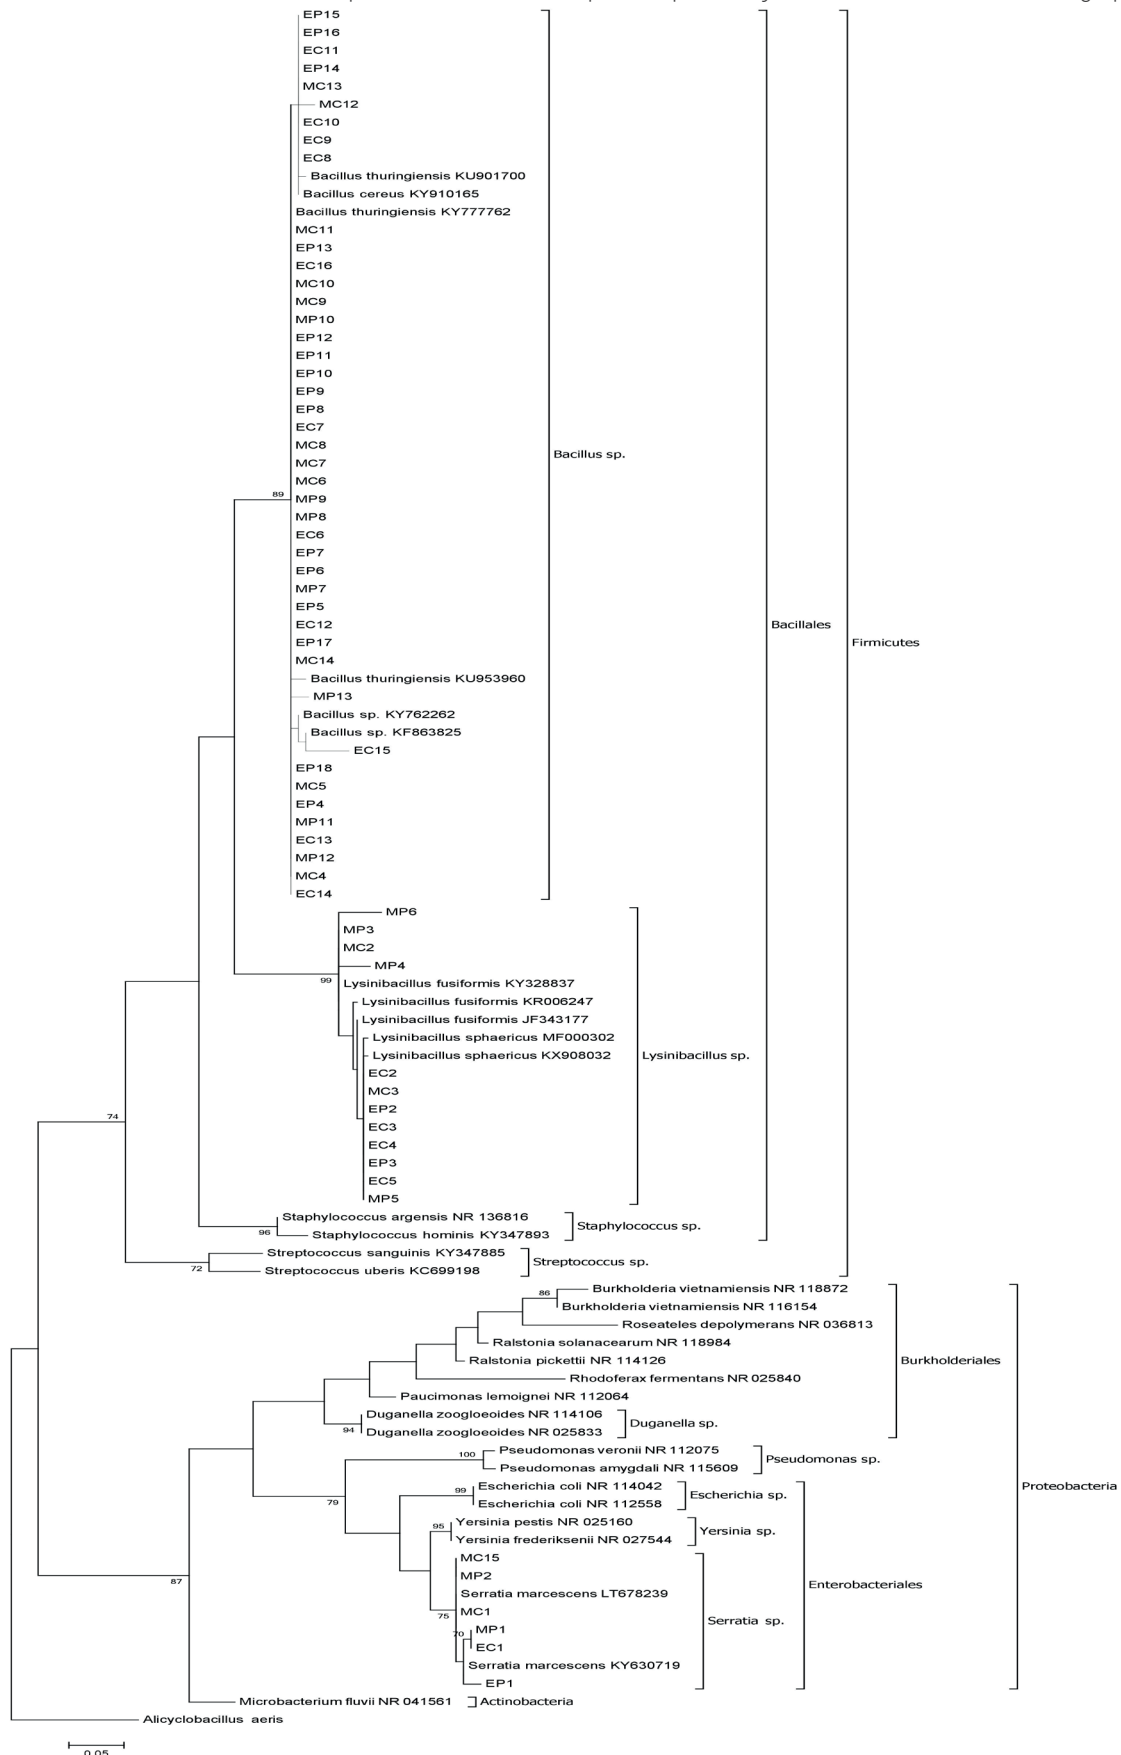 EP15
EP16
EC11
EP14
MC13
MC12
EC10
EC9
EC8
Bacillus thuringiensis KU901700
Bacillus cereus KY910165
Bacillus thuringiensis KY777762
MC11
EP13
EC16
MC10
MC9
MP10
EP12
EP11
EP10
EP9
EP8
EC7
MC8
Bacillus sp.
MC7
MC6
89
MP9
MP8
EC6
EP7
EP6
MP7
EP5
EC12
Bacillales
EP17
Firmicutes
MC14
Bacillus thuringiensis KU953960
MP13
Bacillus sp. KY762262
Bacillus sp. KF863825
EC15
EP18
MC5
EP4
MP11
EC13
MP12
MC4
EC14
MP6
MP3
MC2
MP4
99
Lysinibacillus fusiformis KY328837
Lysinibacillus fusiformis KR006247
Lysinibacillus fusiformis JF343177
Lysinibacillus sphaericus MF000302
Lysinibacillus sphaericus KX908032
Lysinibacillus sp.
EC2
MC3
EP2
74
EC3
EC4
EP3
EC5
MP5
Staphylococcus argensis NR 136816
Staphylococcus sp.
96
Staphylococcus hominis KY347893
Streptococcus sanguinis KY347885
Streptococcus sp.
72
Streptococcus uberis KC699198
Burkholderia vietnamiensis NR 118872
86
Burkholderia vietnamiensis NR 116154
Roseateles depolymerans NR 036813
Ralstonia solanacearum NR 118984
Ralstonia pickettii NR 114126
Burkholderiales
Rhodoferax fermentans NR 025840
Paucimonas lemoignei NR 112064
Duganella zoogloeoides NR 114106
Duganella sp.
94
Duganella zoogloeoides NR 025833
Pseudomonas veronii NR 112075
100
Pseudomonas sp.
Pseudomonas amygdali NR 115609
Escherichia coli NR 114042
Proteobacteria
99
Escherichia sp.
79
Escherichia coli NR 112558
Yersinia pestis NR 025160
95
Yersinia sp.
Yersinia frederiksenii NR 027544
MC15
MP2
87
Enterobacteriales
Serratia marcescens LT678239
MC1
75
Serratia sp.
MP1
70
EC1
Serratia marcescens KY630719
EP1
Microbacterium fluvii NR 041561
Actinobacteria
Alicyclobacillus aeris
0.05